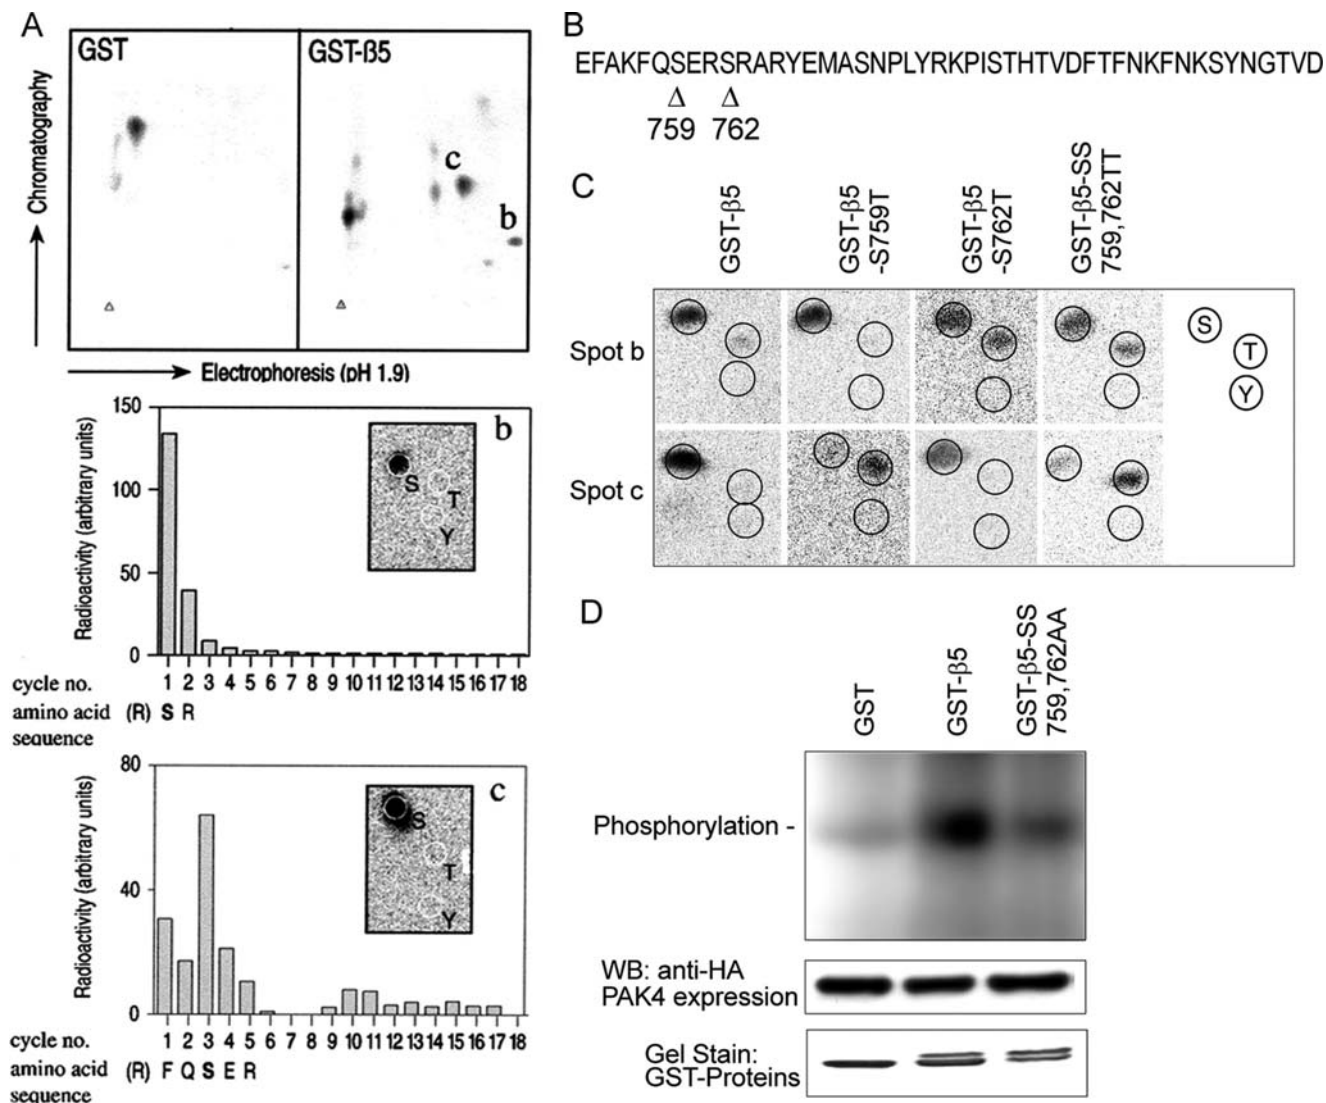 A
GST
GST-β5
c
b
Chromatography
Electrophoresis (pH 1.9)
150
100
50
0
Radioactivity (arbitrary units)
b
S
T
Y
cycle no. 1 2 3 4 5 6 7 8 9 10 11 12 13 14 15 16 17 18
amino acid (R) S R
sequence
80
40
0
Radioactivity (arbitrary units)
c
S
T
Y
cycle no. 1 2 3 4 5 6 7 8 9 10 11 12 13 14 15 16 17 18
amino acid (R) F Q S E R
sequence
B
EFAKFQSERSRARYEMASNPLYRKPISTHTVDFTFNKFNKSYNGTVD
Δ Δ
759 762
C
GST-β5
GST-β5
-S759T
GST-β5
-S762T
GST-β5-SS
759,762TT
Spot b
S
T
Y
Spot c
D
GST
GST-β5
GST-β5-SS
759,762AA
Phosphorylation -
WB: anti-HA
PAK4 expression
Gel Stain:
GST-Proteins